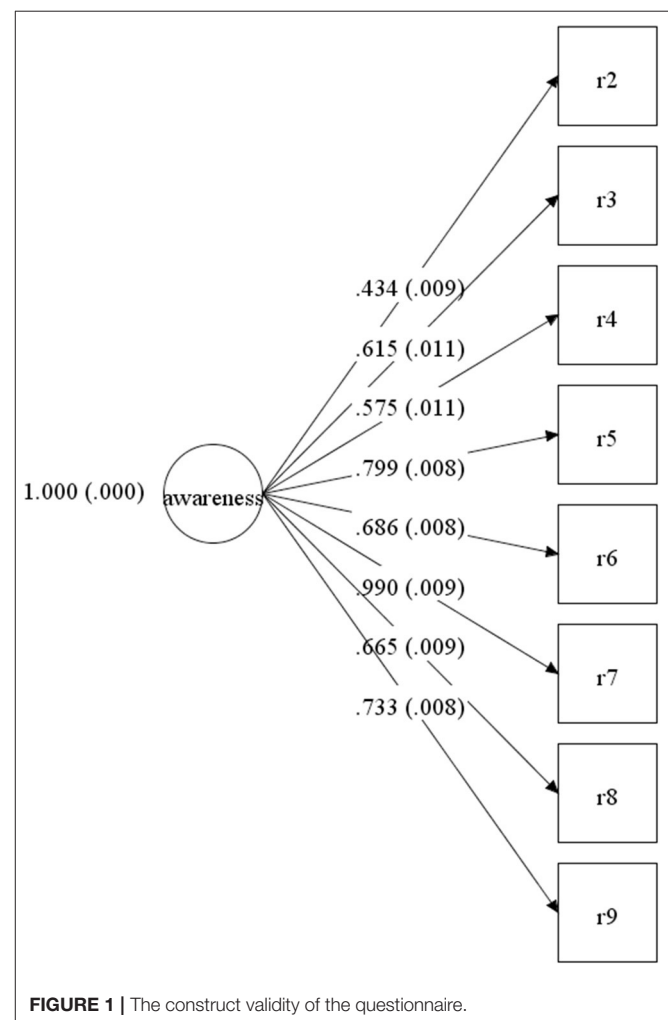 r2
r3
.434 (.009)
r4
.615 (.011)
.575 (.011)
r5
.799 (.008)
1.000 (.000)
awareness
.686 (.008)
r6
.990 (.009)
.665 (.009)
r7
.733 (.008)
r8
r9
FIGURE 1 | The construct validity of the questionnaire.